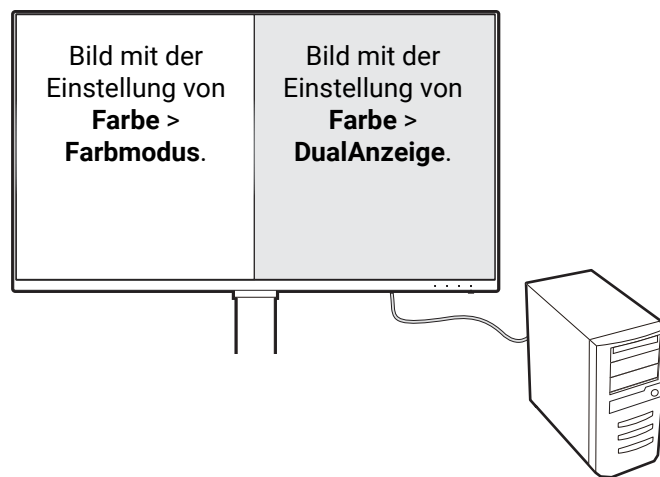 Bild mit der
Einstellung von
Farbe >
Farbmodus.
Bild mit der
Einstellung von
Farbe >
DualAnzeige.